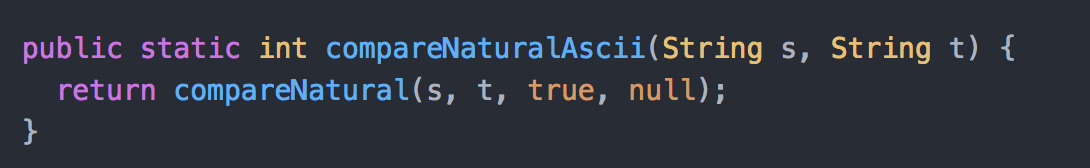 public static int compareNaturalAscii(String s, String t) {
  return compareNatural(s, t, true, null);
}